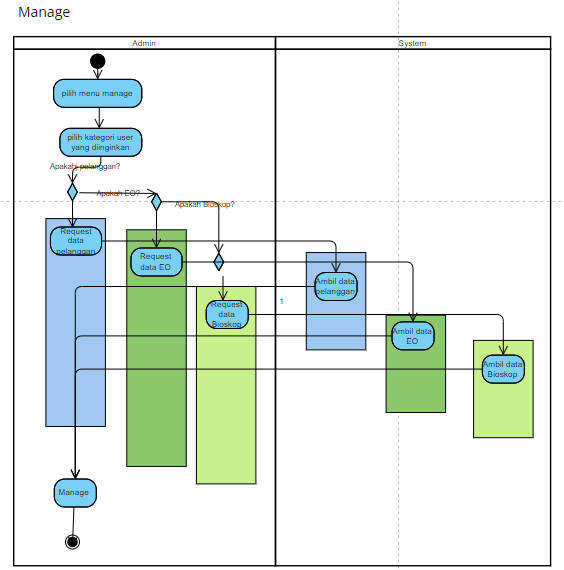 Manage
Admin
System
pilih menu manage
pilih kategori user
yang diinginkan
Apakah pelanggan?
Apakah EO?
Apakah Bioskop?
Request
data
pelanggan
Request
data EO
Ambil data
pelanggan
1
Request
data
Bioskop
Ambil data
EO
Ambil data
Bioskop
Manage